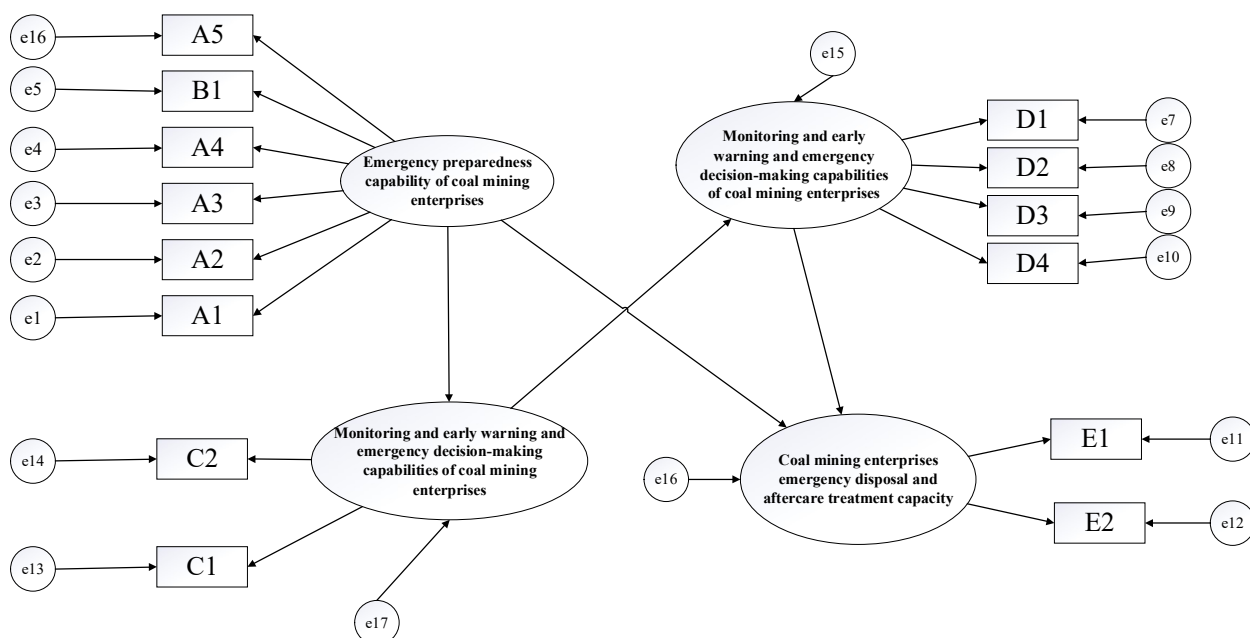 e16
A5
e5
B1
e4
A4
e3
A3
e2
A2
e1
A1
Emergency preparedness
capability of coal mining
enterprises
e15
Monitoring and early
warning and emergency
decision-making capabilities
of coal mining enterprises
D1
e7
D2
e8
D3
e9
D4
e10
e14
C2
Monitoring and early warning and
emergency decision-making
capabilities of coal mining
enterprises
e13
C1
e17
e16
Coal mining enterprises
emergency disposal and
aftercare treatment capacity
E1
e11
E2
e12